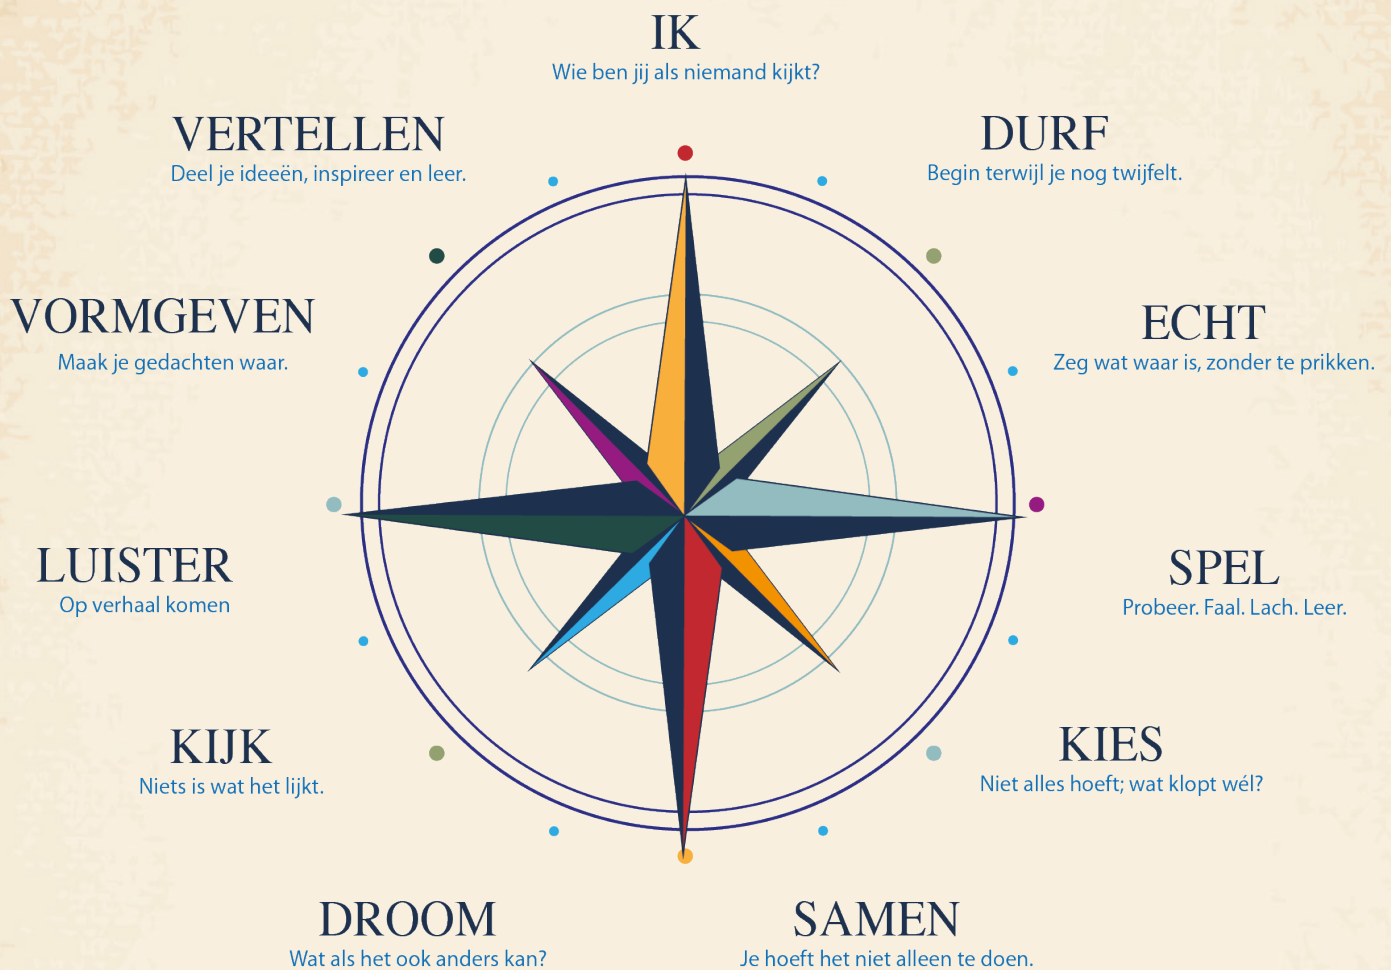 IK
Wie ben jij als niemand kijkt?
VERTELLEN
Deel je ideeën, inspireer en leer.
DURF
Begin terwijl je nog twijfelt.
VORMGEVEN
Maak je gedachten waar.
ECHT
Zeg wat waar is, zonder te prikken.
LUISTER
Op verhaal komen
SPEL
Probeer. Faal. Lach. Leer.
KIJK
Niets is wat het lijkt.
KIES
Niet alles hoeft; wat klopt wél?
DROOM
Wat als het ook anders kan?
SAMEN
Je hoeft het niet alleen te doen.